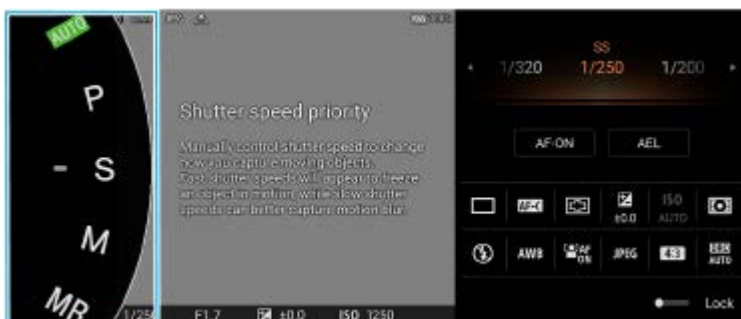 AUTO
P
S
M
MR
Shutter speed priority
Manually control shutter speed to change
how you capture moving objects.
Fast shutter speeds will appear to freeze
an object in motion, while slow shutter
speeds can better capture motion blur.
F1.7 ±0.0 ISO 1250
SS
1/320 1/250 1/200
AF-ON AEL
AF-C ±0.0 ISO AUTO
AWB AF ON JPEG 4:3 AUTO
Lock